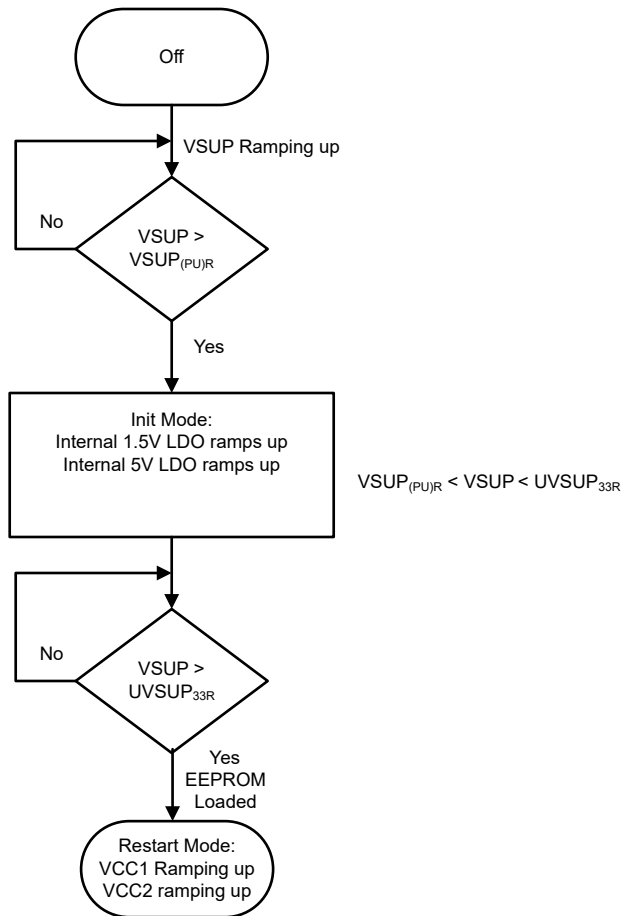 Off
VSUP Ramping up
No
VSUP >
VSUP(PU)R
Yes
Init Mode:
Internal 1.5V LDO ramps up
Internal 5V LDO ramps up
VSUP(PU)R < VSUP < UVSUP33R
No
VSUP >
UVSUP33R
Yes
EEPROM
Loaded
Restart Mode:
VCC1 Ramping up
VCC2 ramping up